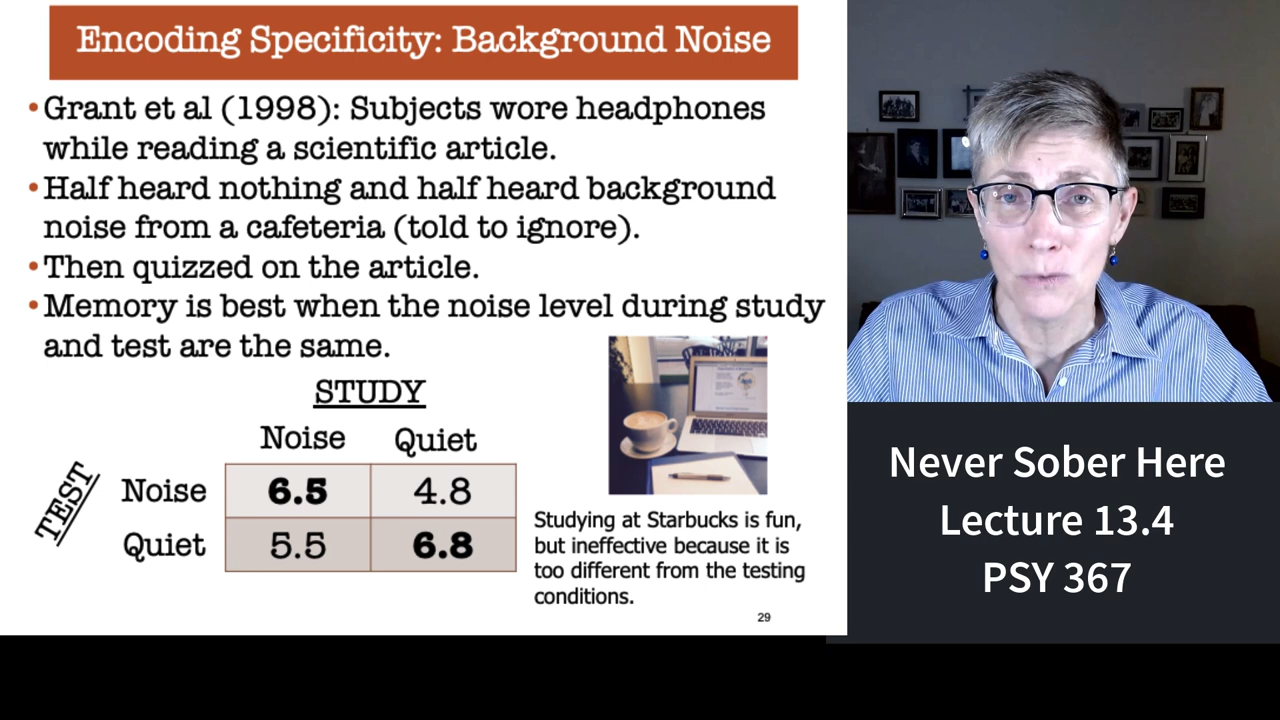 Encoding Specificity: Background Noise
•Grant et al (1998): Subjects wore headphones
while reading a scientific article.
•Half heard nothing and half heard background
noise from a cafeteria (told to ignore).
•Then quizzed on the article.
•Memory is best when the noise level during study
and test are the same.
STUDY
Noise Quiet
TEST
Noise 6.5 4.8
Quiet 5.5 6.8
Studying at Starbucks is fun,
but ineffective because it is
too different from the testing
conditions.
29
Never Sober Here
Lecture 13.4
PSY 367